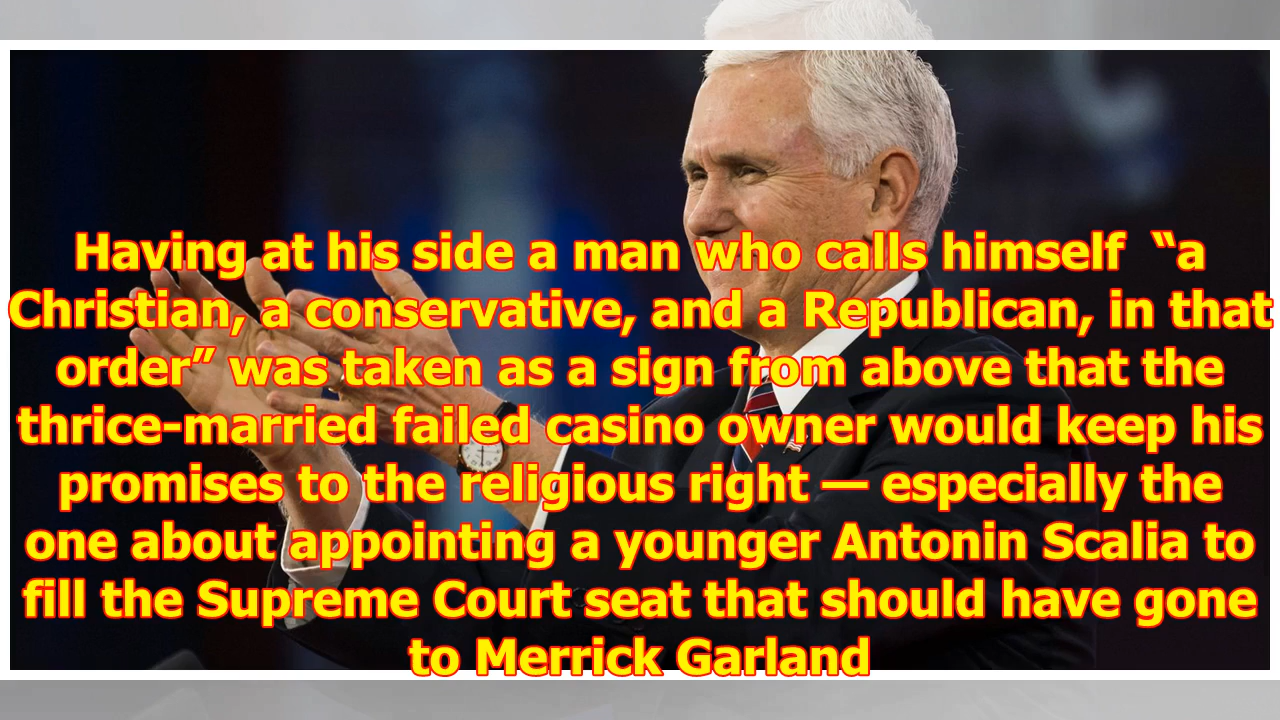 Having at his side a man who calls himself  “a
Christian, a conservative, and a Republican, in that
order” was taken as a sign from above that the
thrice-married failed casino owner would keep his
promises to the religious right — especially the
one about appointing a younger Antonin Scalia to
fill the Supreme Court seat that should have gone
to Merrick Garland